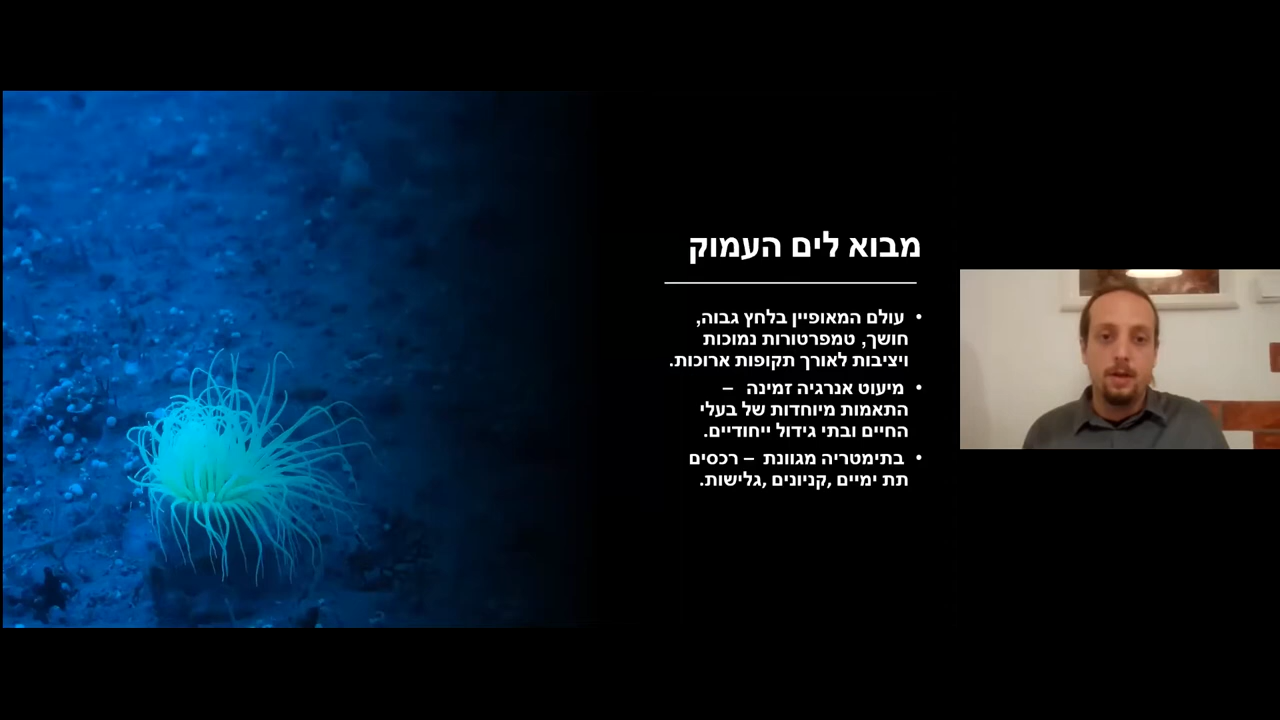 מבוא לים העמוק
• עולם המאופיין בלחץ גבוה,
חושך, טמפרטורות נמוכות
ויציבות לאורך תקופות ארוכות.
• מיעוט אנרגיה זמינה –
התאמות מיוחדות של בעלי
החיים ובתי גידול ייחודיים.
• בתימטריה מגוונת – רכסים
תת ימיים ,קניונים ,גלישות.